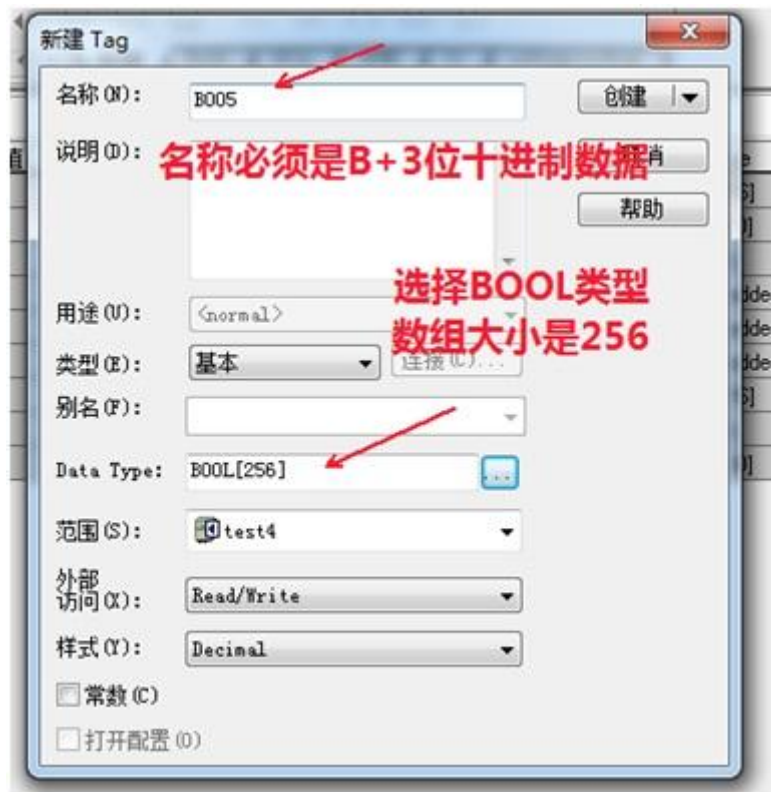 新建 Tag
名称(N):
B005
创建
说明(D):
名称必须是B+3位十进制数据
消
帮助
选择BOOL类型
数组大小是256
用途(U):
<normal>
类型(E):
基本
连接(C)...
别名(F):
Data Type:
BOOL[256]
...
范围(S):
test4
外部
访问(X):
Read/Write
样式(Y):
Decimal
常数(C)
打开配置(O)